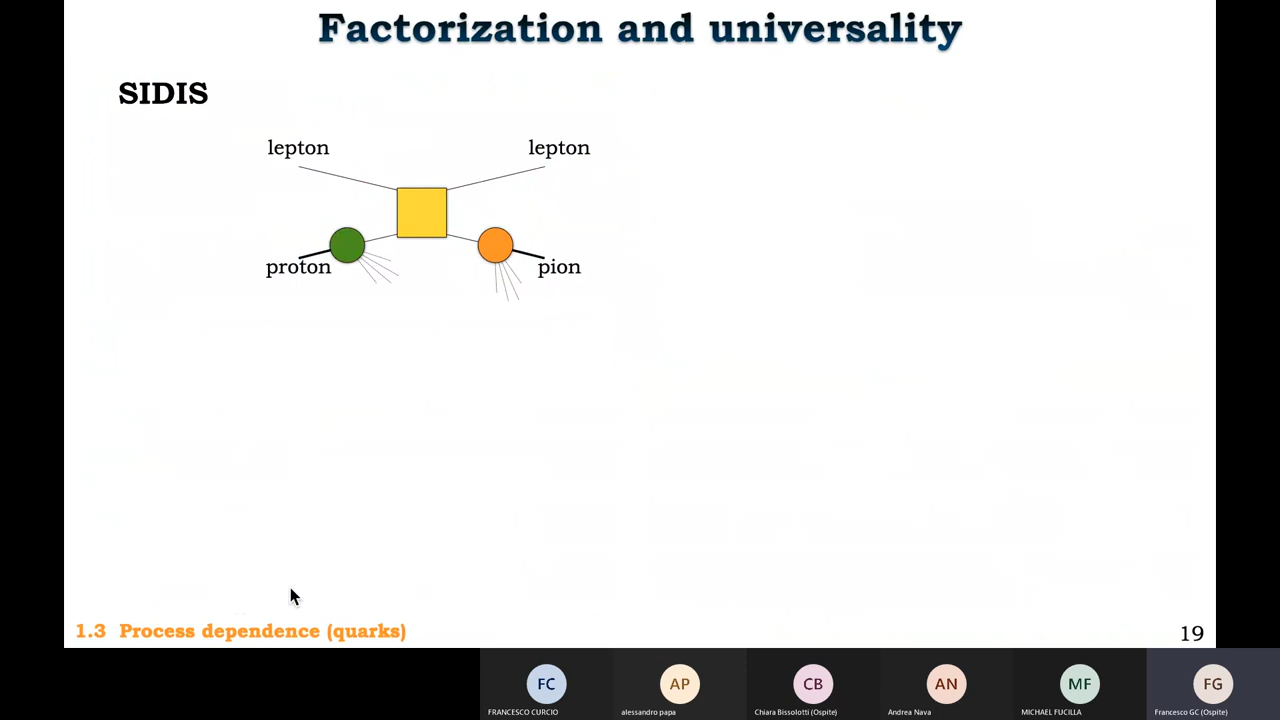 Factorization and universality
SIDIS
lepton lepton
proton pion
1.3 Process dependence (quarks)
19
FC AP CB AN MF FG
FRANCESCO CURCIO alessandro papa Chiara Bissolotti (Ospite) Andrea Nava MICHAEL FUCILLA Francesco GC (Ospite)